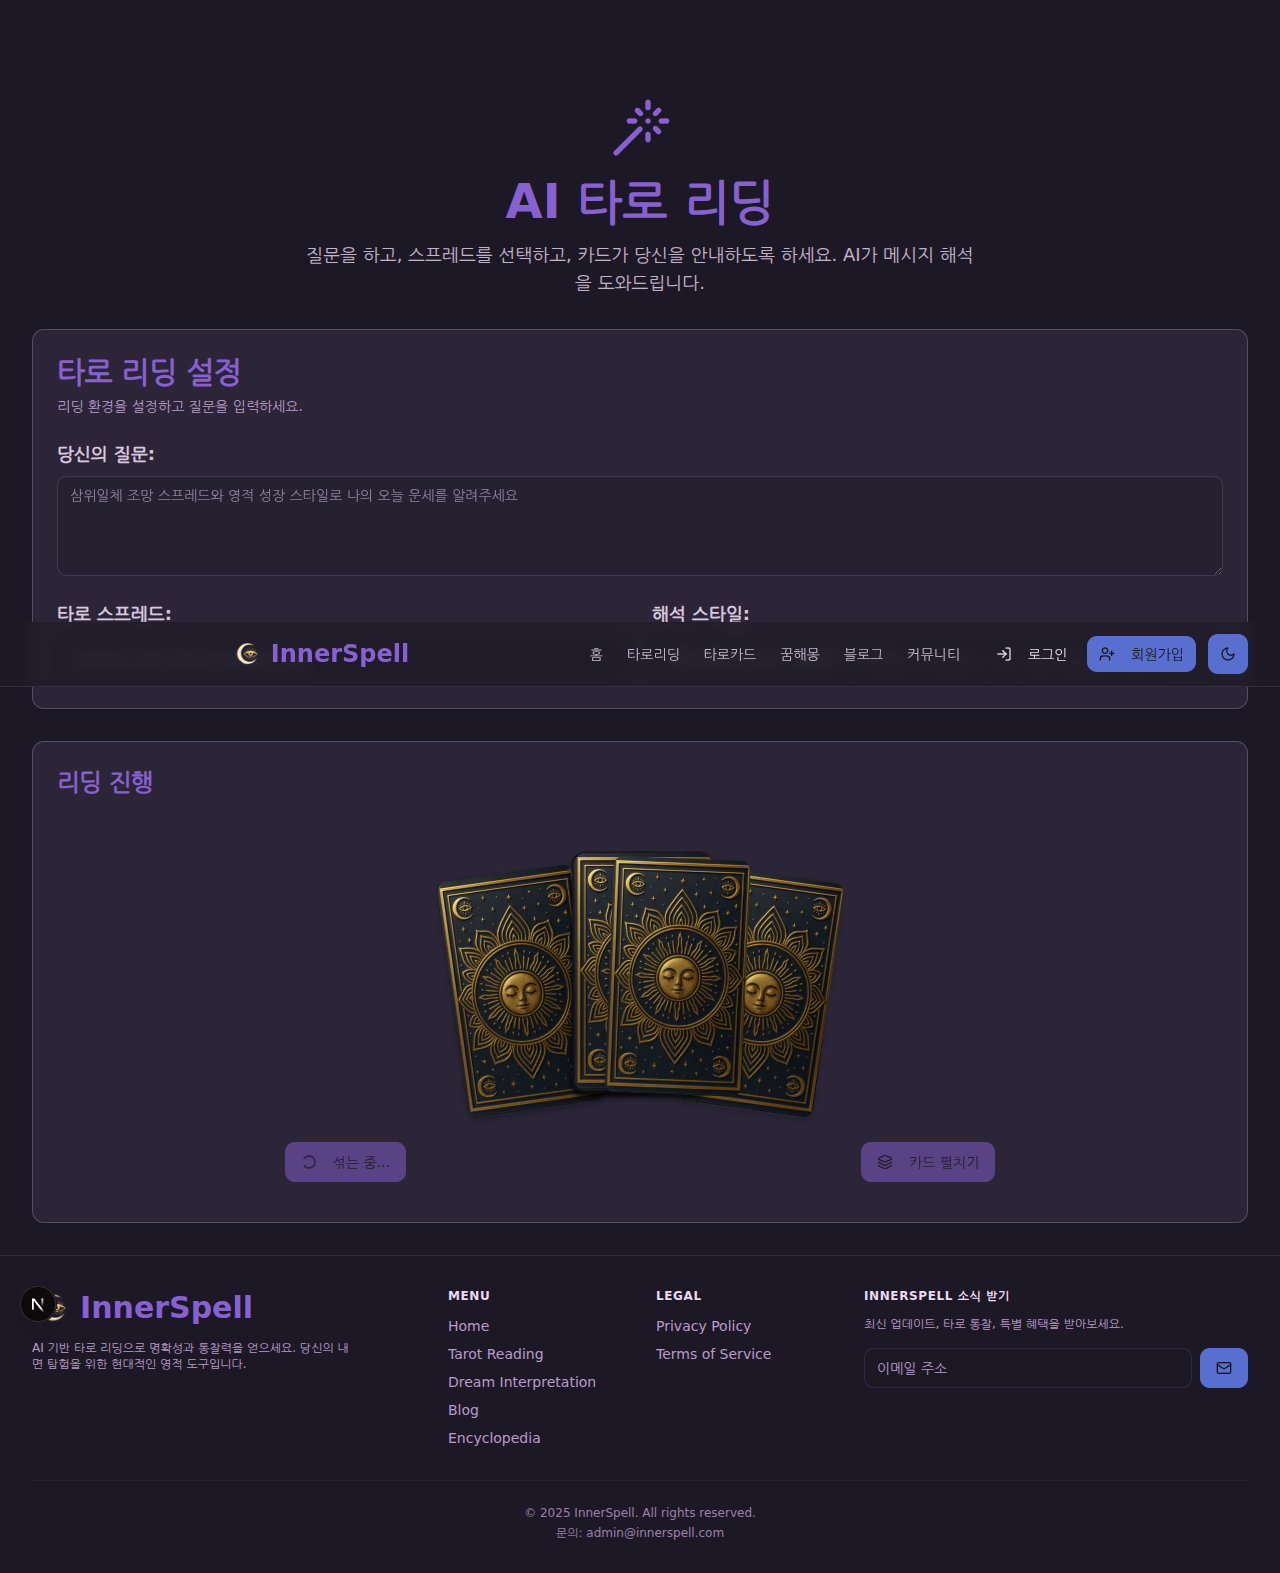 AI 타로 리딩
질문을 하고, 스프레드를 선택하고, 카드가 당신을 안내하도록 하세요. AI가 메시지 해석
을 도와드립니다.
타로 리딩 설정
리딩 환경을 설정하고 질문을 입력하세요.
당신의 질문:
삼위일체 조망 스프레드와 영적 성장 스타일로 나의 오늘 운세를 알려주세요
타로 스프레드:
해석 스타일:
InnerSpell
홈
타로리딩
타로카드
꿈해몽
블로그
커뮤니티
로그인
회원가입
리딩 진행
섞는 중...
카드 펼치기
N
InnerSpell
AI 기반 타로 리딩으로 명확성과 통찰력을 얻으세요. 당신의 내
면 탐험을 위한 현대적인 영적 도구입니다.
MENU
Home
Tarot Reading
Dream Interpretation
Blog
Encyclopedia
LEGAL
Privacy Policy
Terms of Service
INNERSPELL 소식 받기
최신 업데이트, 타로 통찰, 특별 혜택을 받아보세요.
이메일 주소
© 2025 InnerSpell. All rights reserved.
문의: admin@innerspell.com